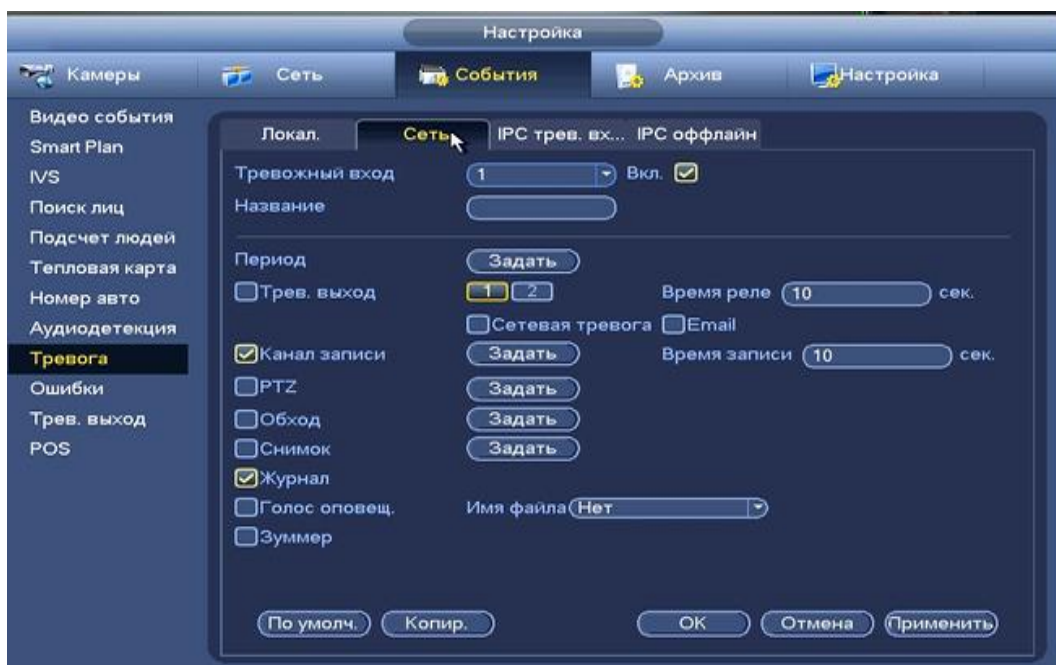 Настройка
Камеры Сеть События Архив Настройка
Видео события
Smart Plan
IVS
Поиск лиц
Подсчет людей
Тепловая карта
Номер авто
Аудиодетекция
Тревога
Ошибки
Трев. выход
POS
Локал. Сеть IPC трев. вх... IPC оффлайн
Тревожный вход 1 Вкл.
Название
Период Задать
Трев. выход 1 2 Время реле 10 сек.
Сетевая тревога Email
Канал записи Задать Время записи 10 сек.
PTZ Задать
Обход Задать
Снимок Задать
Журнал
Голос оповещ. Имя файла Нет
Зуммер
По умолч. Копир. OK Отмена Применить